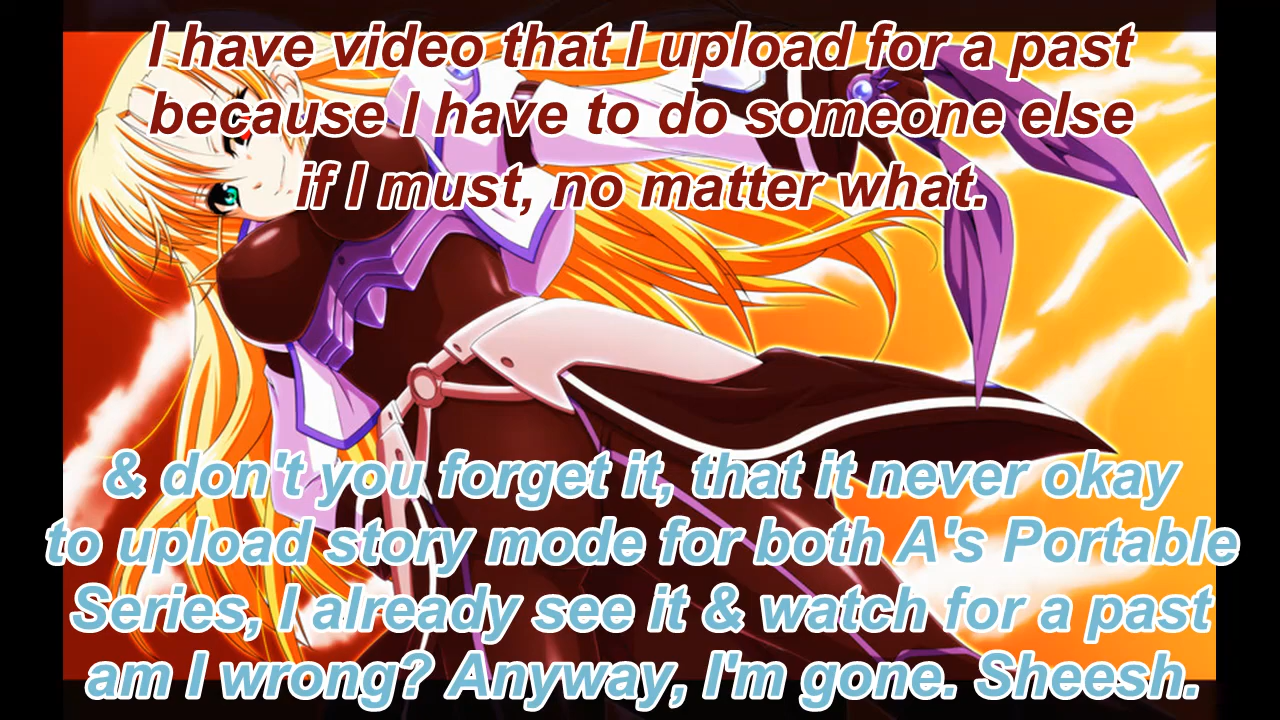 I have video that I upload for a past
because I have to do someone else
if I must, no matter what.
& don't you forget it, that it never okay
to upload story mode for both A's Portable
Series, I already see it & watch for a past
am I wrong? Anyway, I'm gone. Sheesh.